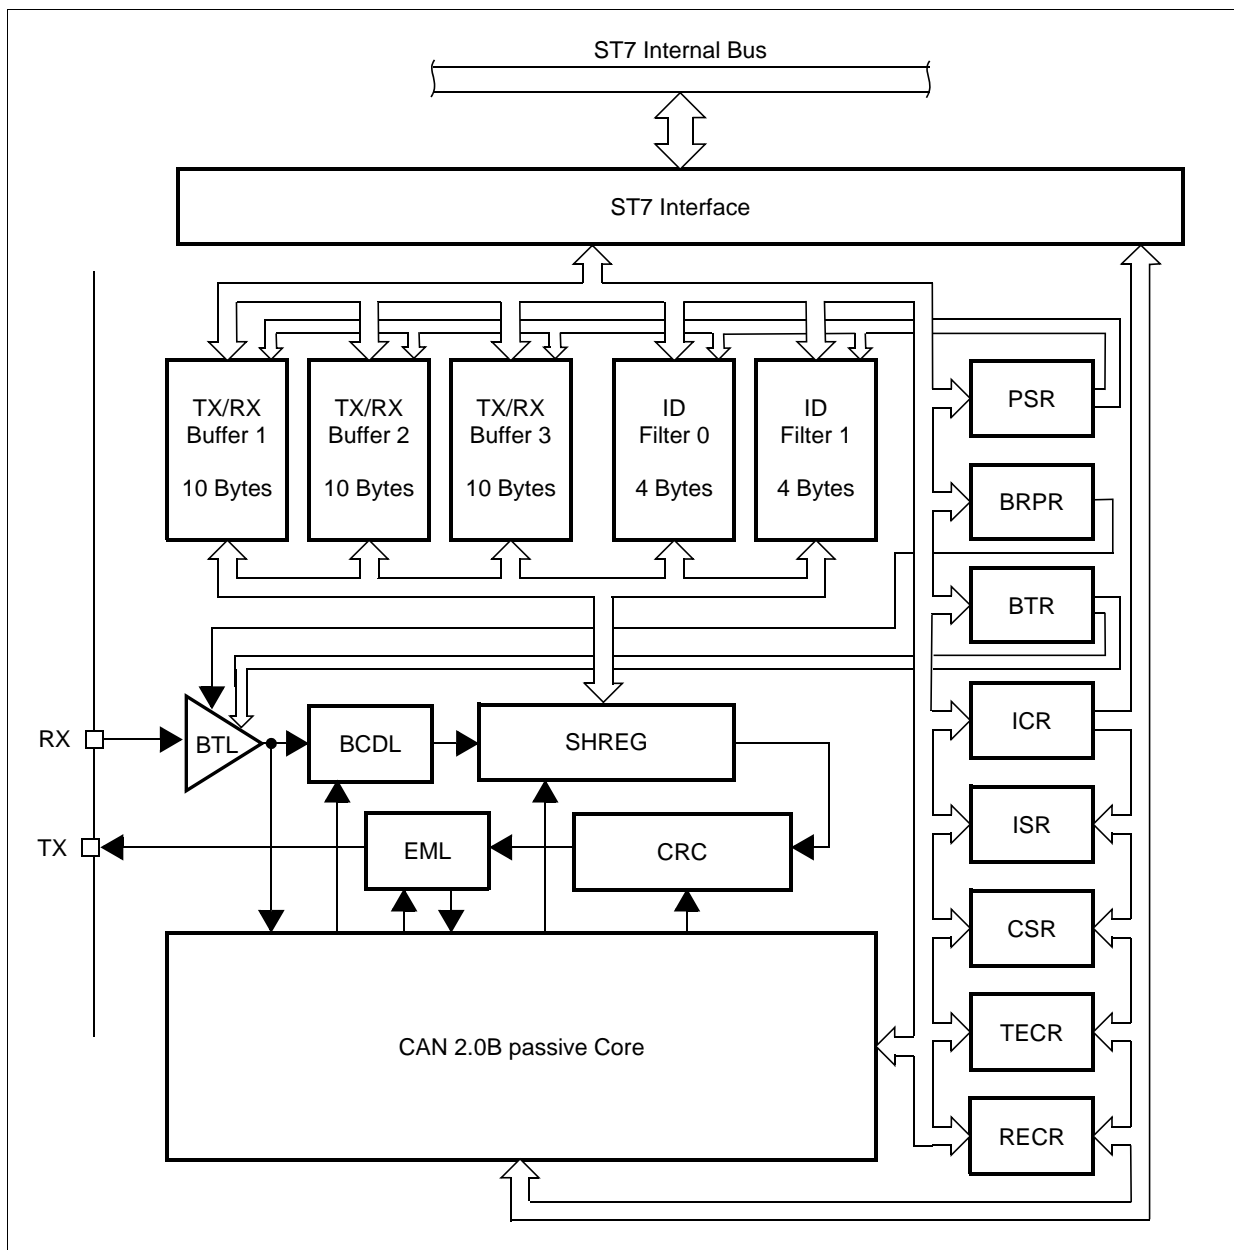 ST7 Internal Bus
ST7 Interface
TX/RX
Buffer 1
10 Bytes
TX/RX
Buffer 2
10 Bytes
TX/RX
Buffer 3
10 Bytes
ID
Filter 0
4 Bytes
ID
Filter 1
4 Bytes
PSR
BRPR
BTR
ICR
ISR
CSR
TECR
RECR
RX
BTL
BCDL
SHREG
TX
EML
CRC
CAN 2.0B passive Core